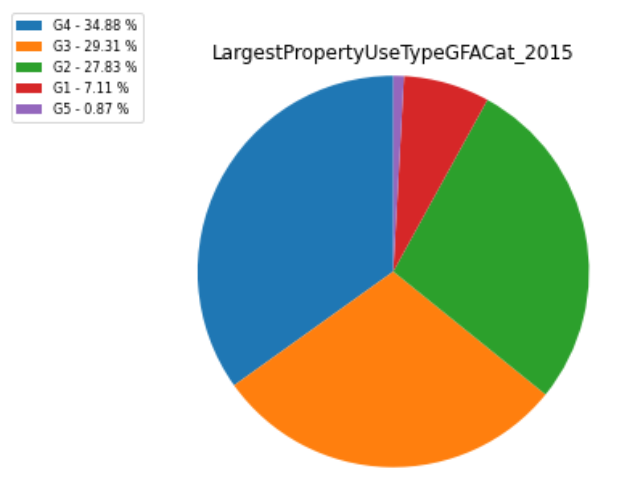 G4 - 34.88 %
G3 - 29.31 %
G2 - 27.83 %
G1 - 7.11 %
G5 - 0.87 %
LargestPropertyUseTypeGFACat_2015